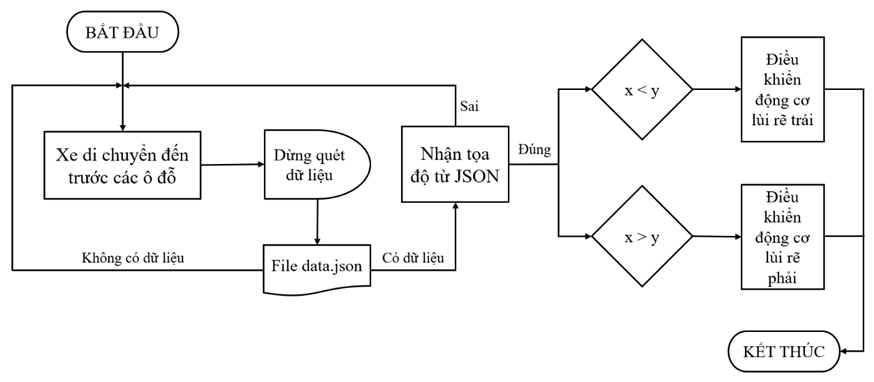 BẮT ĐẦU
Xe di chuyển đến
trước các ô đỗ
Dừng quét
dữ liệu
File data.json
Không có dữ liệu
Có dữ liệu
Nhận tọa
độ từ JSON
Sai
Đúng
x < y
Điều
khiển
động cơ
lùi rẽ trái
x > y
Điều
khiển
động cơ
lùi rẽ
phải
KẾT THÚC